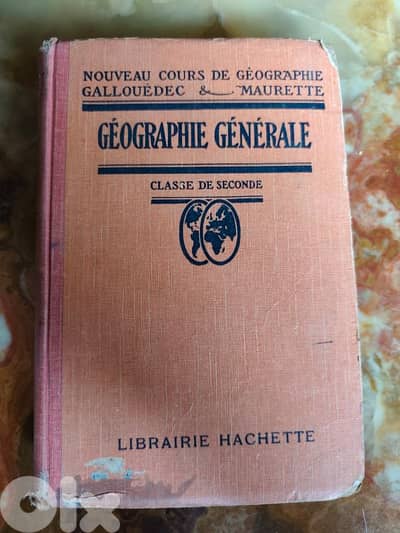 NOUVEAU COURS DE GÉOGRAPHIE
GALLOUÉDEC & MAURETTE
GÉOGRAPHIE GÉNÉRALE
CLASSE DE SECONDE
LIBRAIRIE HACHETTE
olx